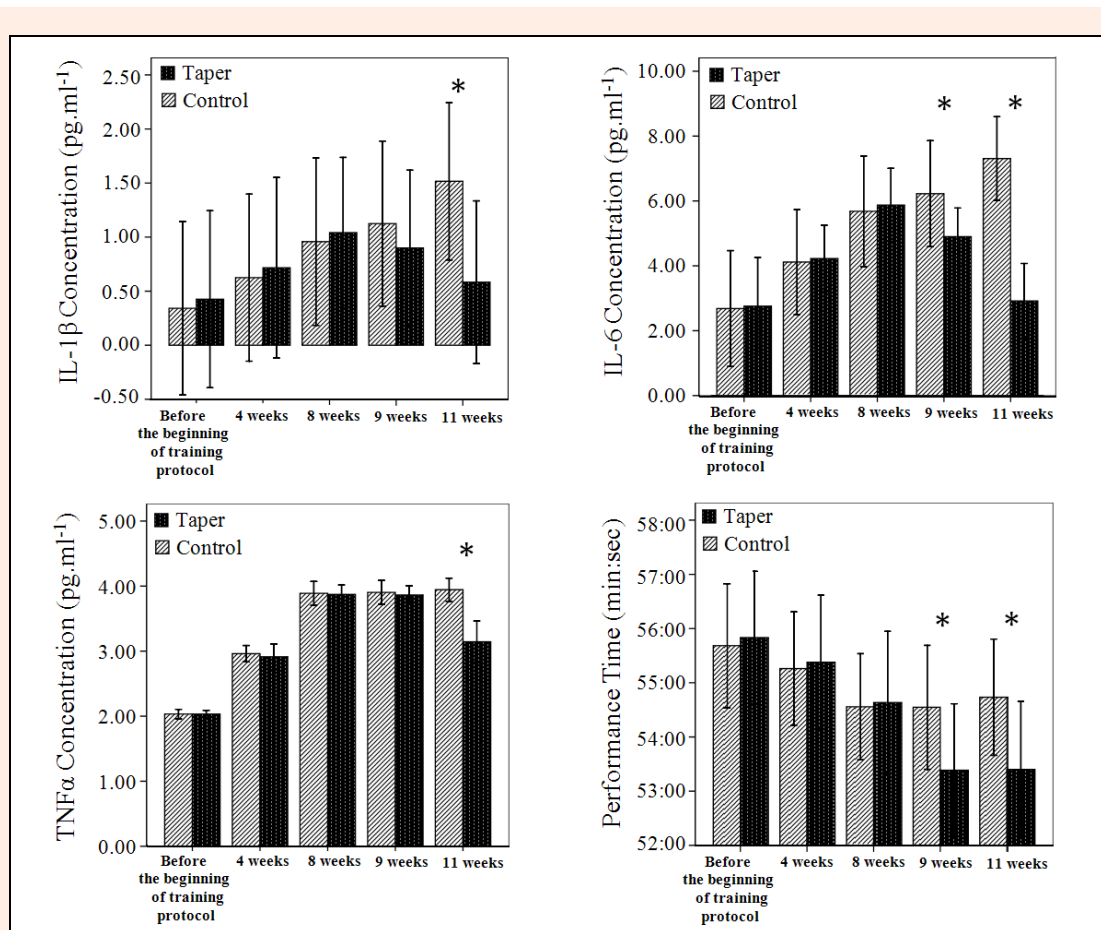 IL-1β Concentration (pg.ml-1)
2.50
2.00
1.50
1.00
0.50
0.00
-0.50
Taper
Control
*
Before
the beginning
of training
protocol
4 weeks
8 weeks
9 weeks
11 weeks
IL-6 Concentration (pg.ml-1)
10.00
8.00
6.00
4.00
2.00
0.00
Taper
Control
*
*
Before
the beginning
of training
protocol
4 weeks
8 weeks
9 weeks
11 weeks
TNFα Concentration (pg.ml-1)
5.00
4.00
3.00
2.00
1.00
0.00
Taper
Control
*
Before
the beginning
of training
protocol
4 weeks
8 weeks
9 weeks
11 weeks
Performance Time (min:sec)
58:00
57:00
56:00
55:00
54:00
53:00
52:00
Taper
Control
*
*
Before
the beginning
of training
protocol
4 weeks
8 weeks
9 weeks
11 weeks